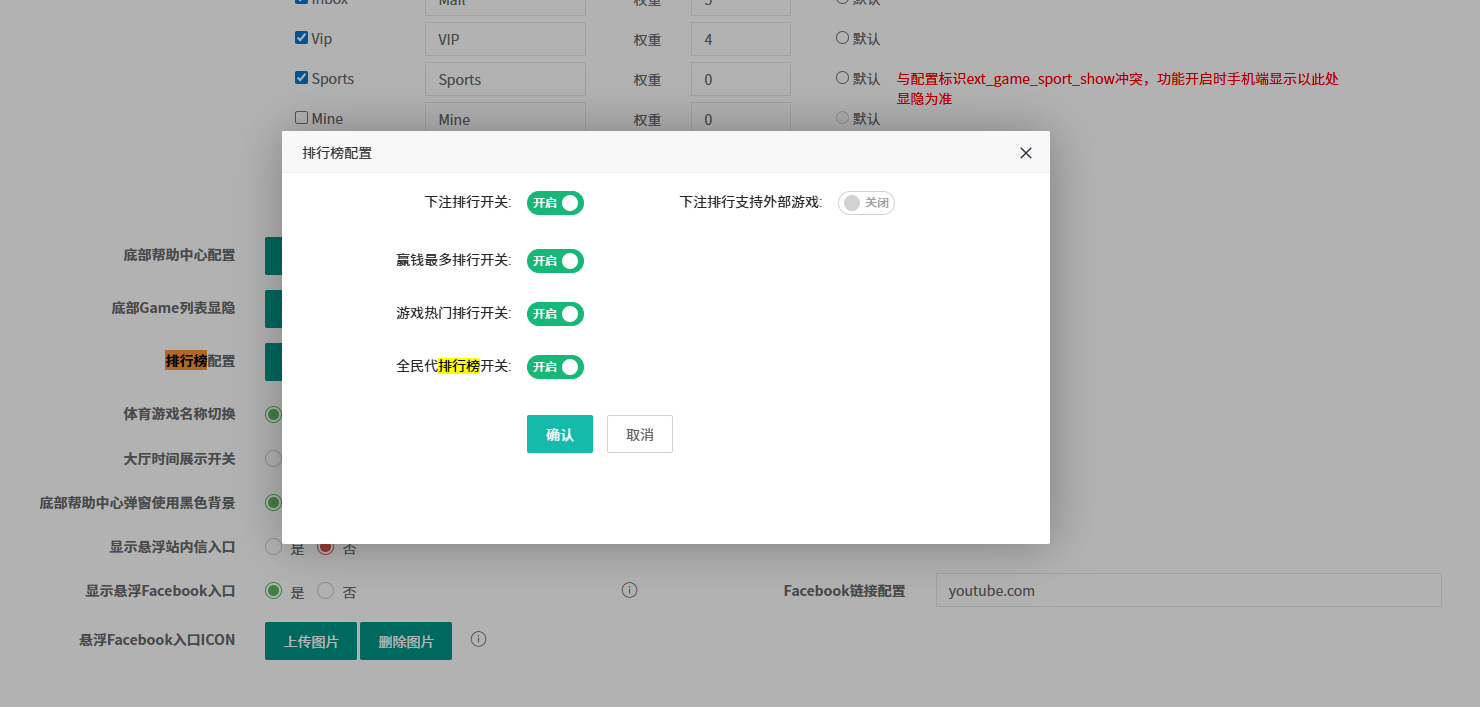 Inbox Mail 权重 5 默认
Vip VIP 权重 4 默认
Sports Sports 权重 0 默认 与配置标识ext_game_sport_show冲突，功能开启时手机端显示以此处
显隐为准
Mine Mine 权重 0 默认
排行榜配置
下注排行开关: 开启 下注排行支持外部游戏: 关闭
底部帮助中心配置
赢钱最多排行开关: 开启
底部Game列表显隐
游戏热门排行开关: 开启
排行榜配置
全民代排行榜开关: 开启
体育游戏名称切换
确认 取消
大厅时间展示开关
底部帮助中心弹窗使用黑色背景
显示悬浮站内信入口 是 否
显示悬浮Facebook入口 是 否 Facebook链接配置 youtube.com
悬浮Facebook入口ICON 上传图片 删除图片